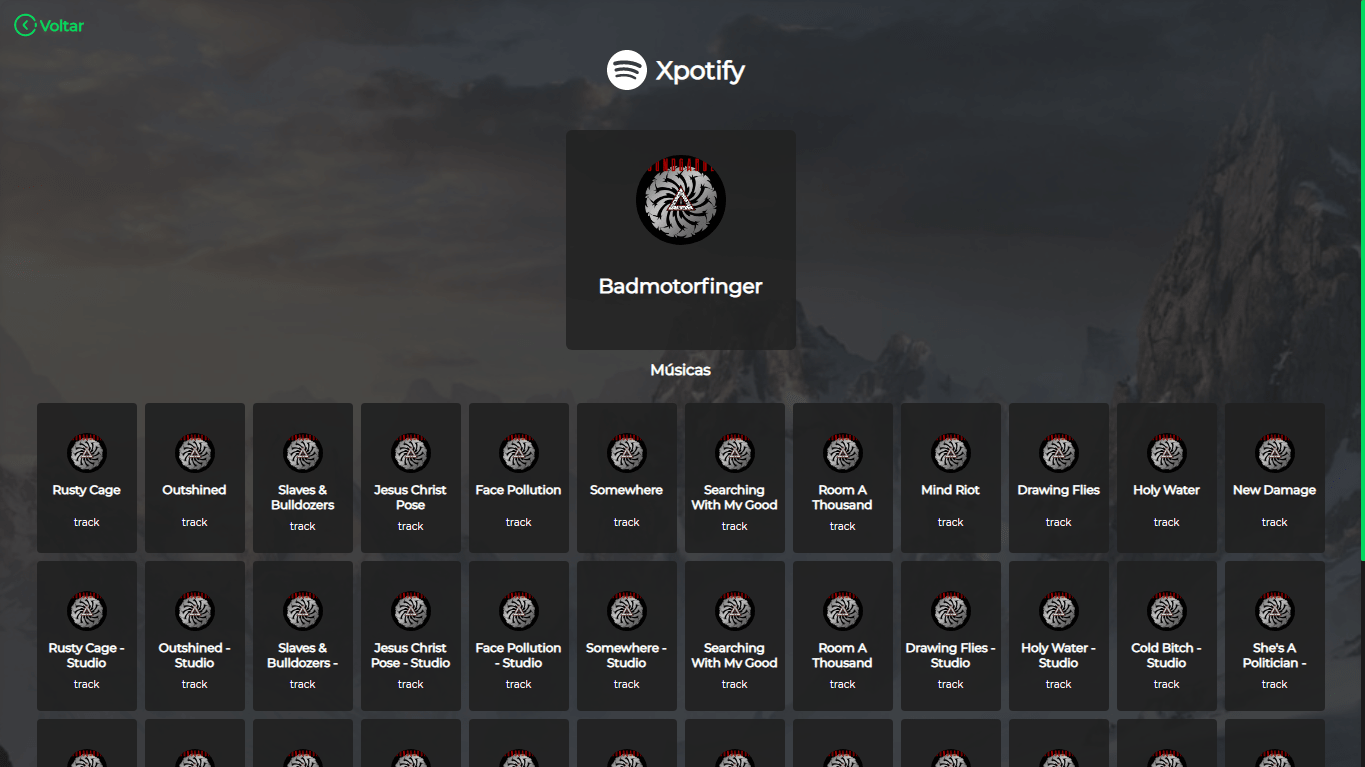 Voltar
Xpotify
Badmotorfinger
Músicas
Rusty Cage
track
Outshined
track
Slaves &
Bulldozers
track
Jesus Christ
Pose
track
Face Pollution
track
Somewhere
track
Searching
With My Good
track
Room A
Thousand
track
Mind Riot
track
Drawing Flies
track
Holy Water
track
New Damage
track
Rusty Cage -
Studio
track
Outshined -
Studio
track
Slaves &
Bulldozers -
track
Jesus Christ
Pose - Studio
track
Face Pollution
- Studio
track
Somewhere -
Studio
track
Searching
With My Good
track
Room A
Thousand
track
Drawing Flies -
Studio
track
Holy Water -
Studio
track
Cold Bitch -
Studio
track
She's A
Politician -
track